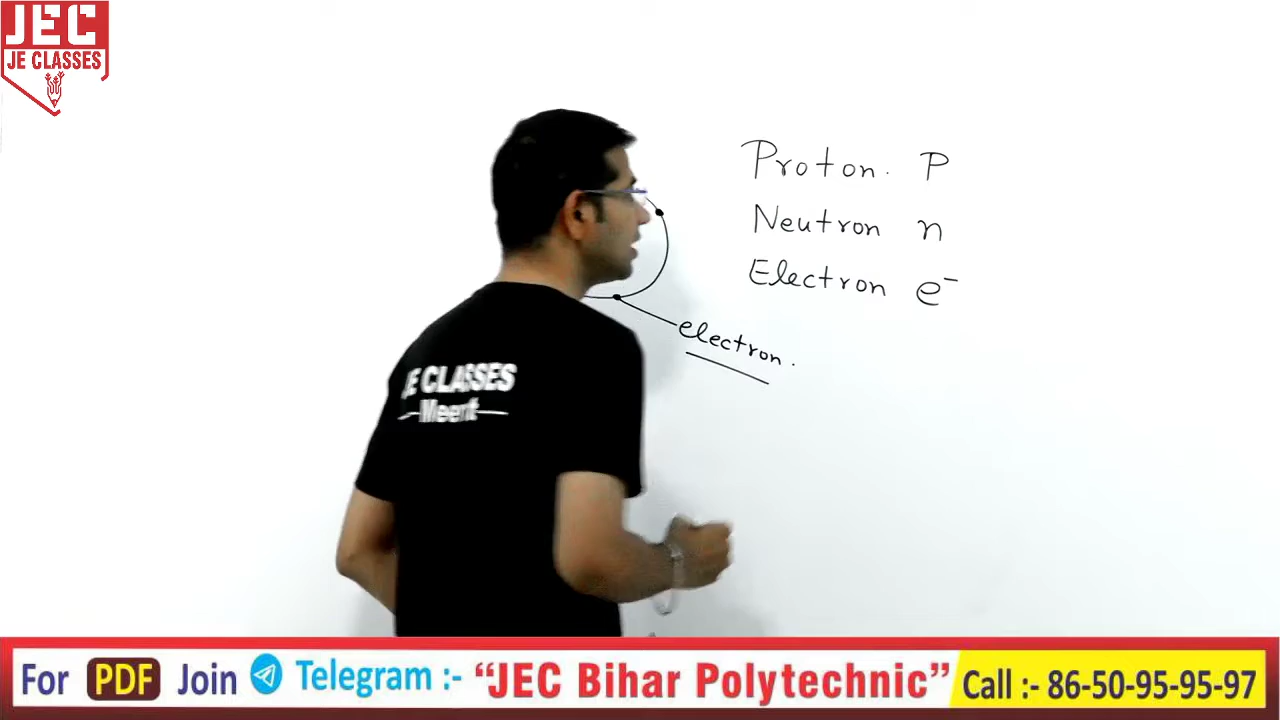 JEC
JE CLASSES
Proton. P
Neutron n
Electron e⁻
electron.
JE CLASSES
Meerut
For PDF Join Telegram :- “JEC Bihar Polytechnic” Call :- 86-50-95-95-97